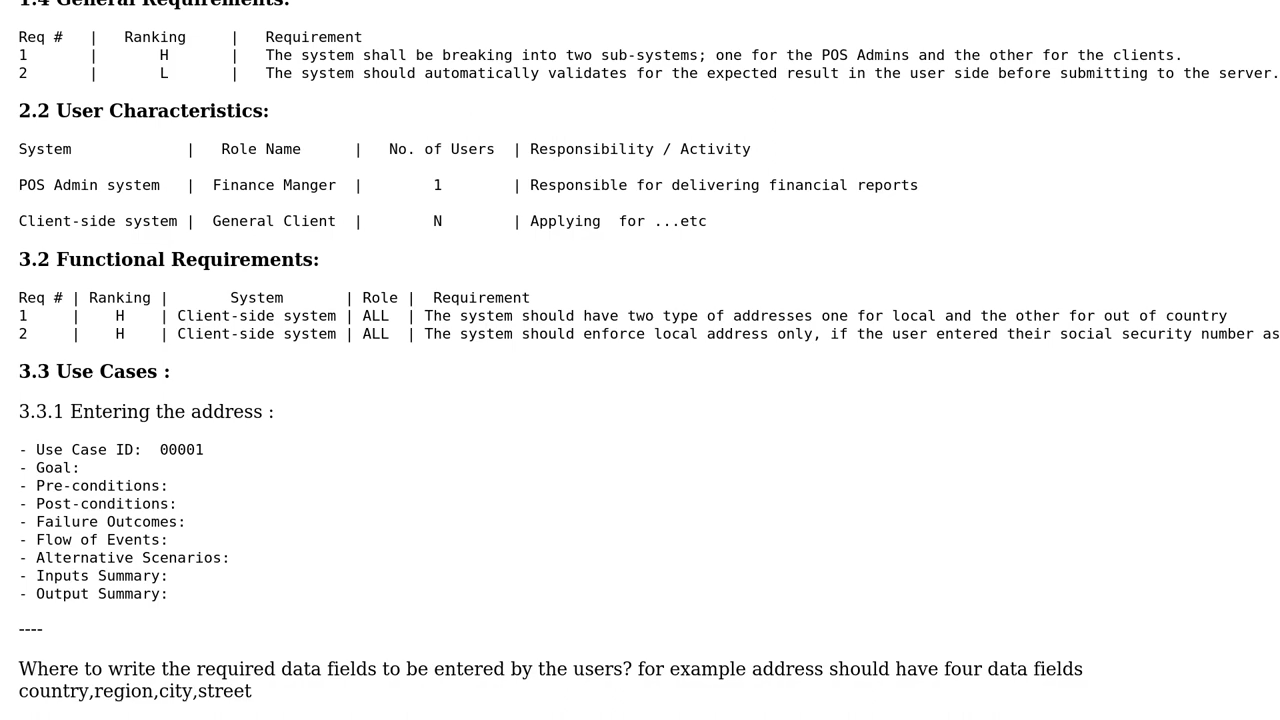 1.4 General Requirements:
Req #   |   Ranking     |   Requirement
1       |       H       |   The system shall be breaking into two sub-systems; one for the POS Admins and the other for the clients.
2       |       L       |   The system should automatically validates for the expected result in the user side before submitting to the server.
2.2 User Characteristics:
System             |   Role Name      |   No. of Users  | Responsibility / Activity
POS Admin system   |  Finance Manger  |        1        | Responsible for delivering financial reports
Client-side system |  General Client  |        N        | Applying  for ...etc
3.2 Functional Requirements:
Req # | Ranking |       System       | Role |  Requirement
1     |    H    | Client-side system | ALL  | The system should have two type of addresses one for local and the other for out of country
2     |    H    | Client-side system | ALL  | The system should enforce local address only, if the user entered their social security number as
3.3 Use Cases :
3.3.1 Entering the address :
- Use Case ID:  00001
- Goal:
- Pre-conditions:
- Post-conditions:
- Failure Outcomes:
- Flow of Events:
- Alternative Scenarios:
- Inputs Summary:
- Output Summary:
----
Where to write the required data fields to be entered by the users? for example address should have four data fields
country,region,city,street